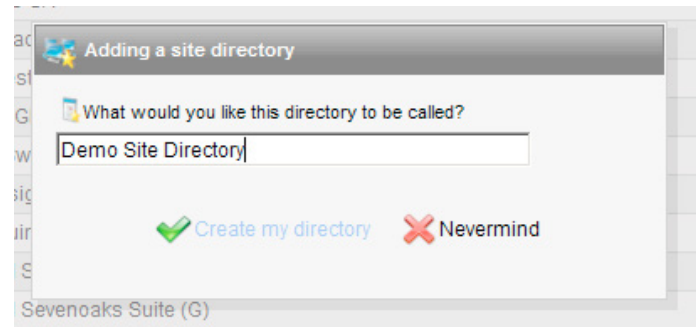 Adding a site directory
What would you like this directory to be called?
Demo Site Directory
Create my directory
Nevermind
Sevenoaks Suite (G)